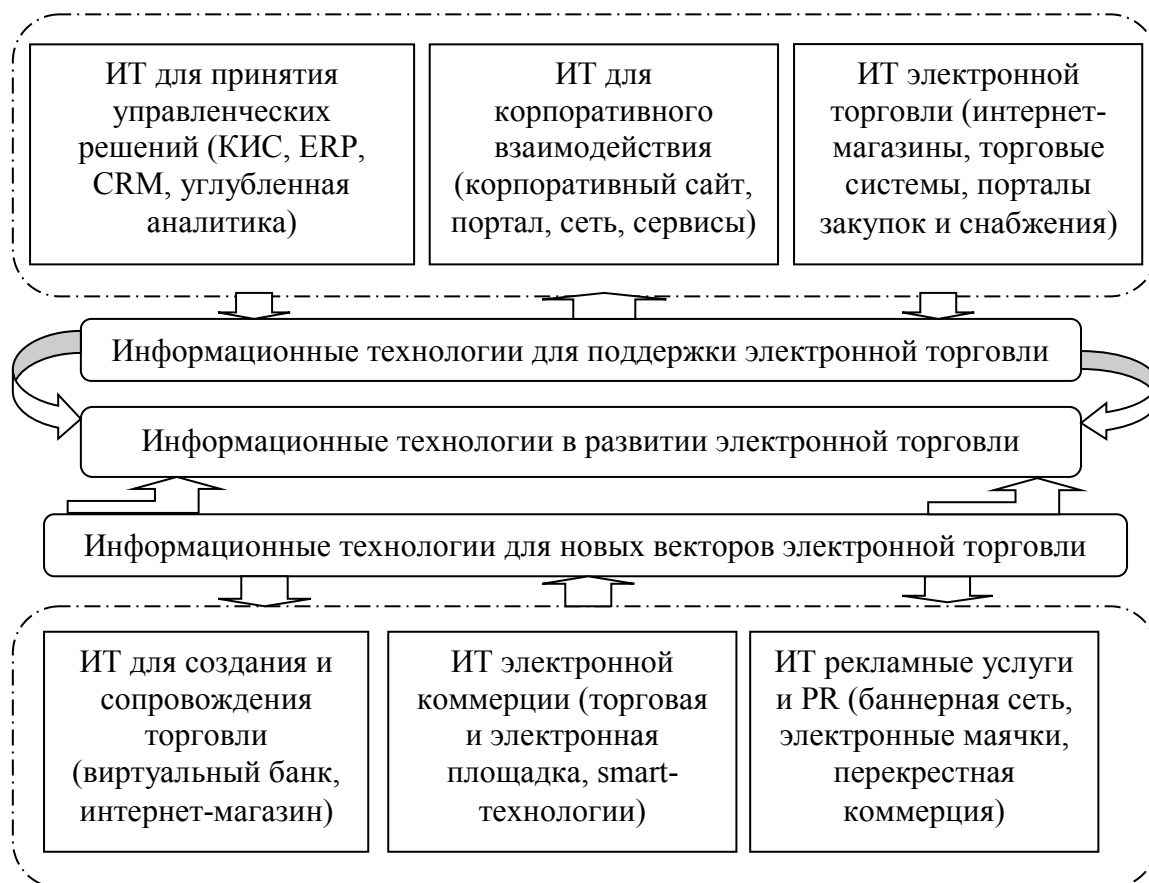 ИТ для принятия
управленческих
решений (КИС, ERP,
CRM, углубленная
аналитика)
ИТ для
корпоративного
взаимодействия
(корпоративный сайт,
портал, сеть, сервисы)
ИТ электронной
торговли (интернет-
магазины, торговые
системы, порталы
закупок и снабжения)
Информационные технологии для поддержки электронной торговли
Информационные технологии в развитии электронной торговли
Информационные технологии для новых векторов электронной торговли
ИТ для создания и
сопровождения
торговли
(виртуальный банк,
интернет-магазин)
ИТ электронной
коммерции (торговая
и электронная
площадка, smart-
технологии)
ИТ рекламные услуги
и PR (баннерная сеть,
электронные маячки,
перекрестная
коммерция)